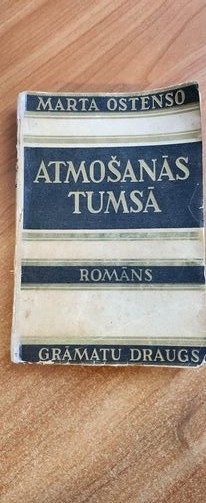 MARTA OSTENSO
ATMOŠANĀS
TUMSĀ
ROMĀNS
GRĀMATU DRAUGS